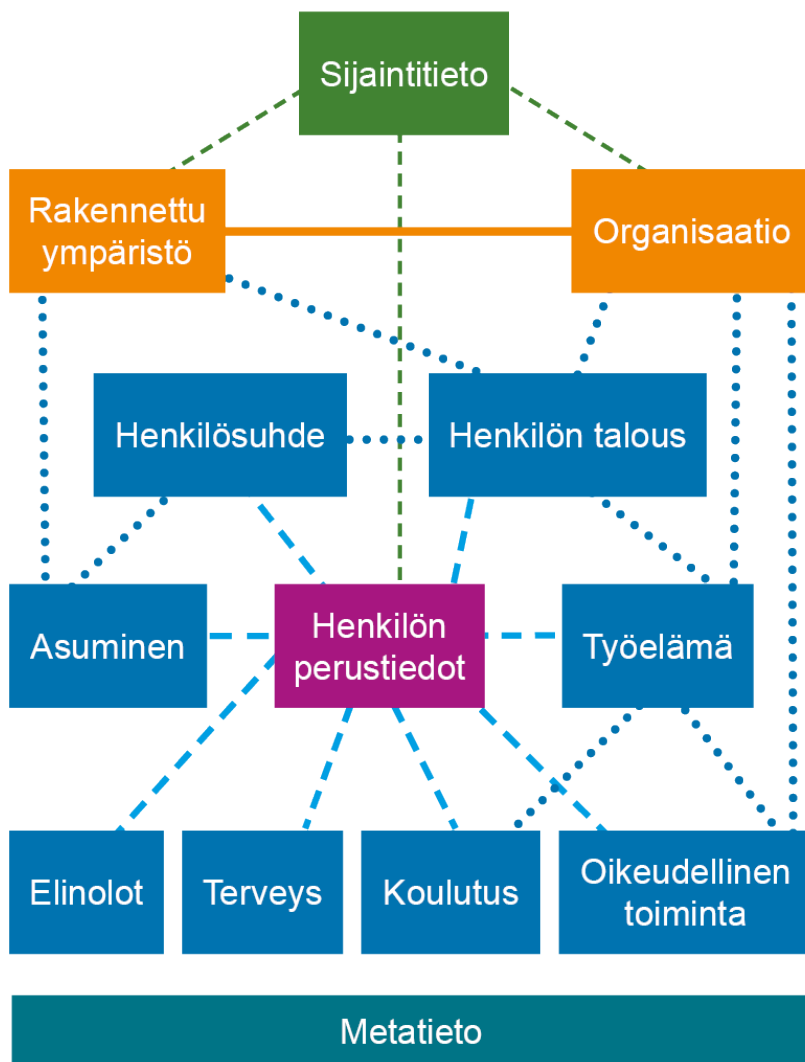 Sijaintitieto
Rakennettu
ympäristö
Organisaatio
Henkilösuhde
Henkilön talous
Asuminen
Henkilön
perustiedot
Työelämä
Elinolot
Terveys
Koulutus
Oikeudellinen
toiminta
Metatieto